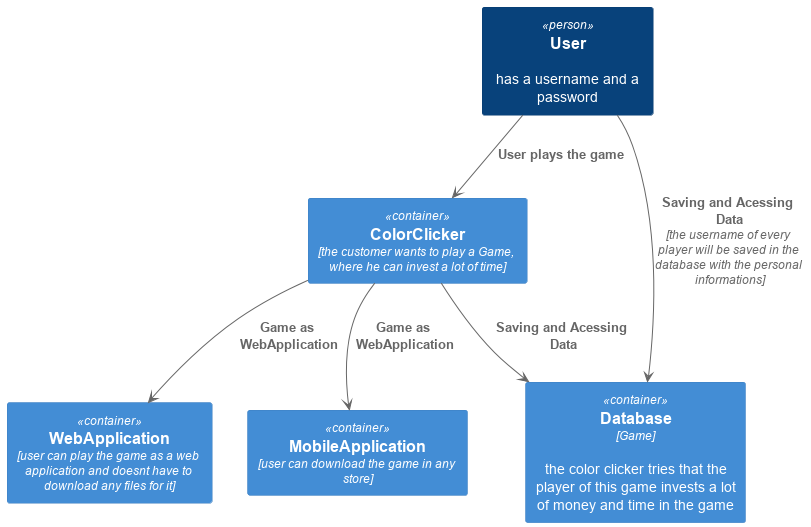 «person»
User
has a username and a
password
User plays the game
Saving and Acessing
Data
[the username of every
player will be saved in the
database with the personal
informations]
«container»
ColorClicker
[the customer wants to play a Game,
where he can invest a lot of time]
Game as
WebApplication
Game as
WebApplication
Saving and Acessing
Data
«container»
WebApplication
[user can play the game as a web
application and doesnt have to
download any files for it]
«container»
MobileApplication
[user can download the game in any
store]
«container»
Database
[Game]
the color clicker tries that the
player of this game invests a lot
of money and time in the game